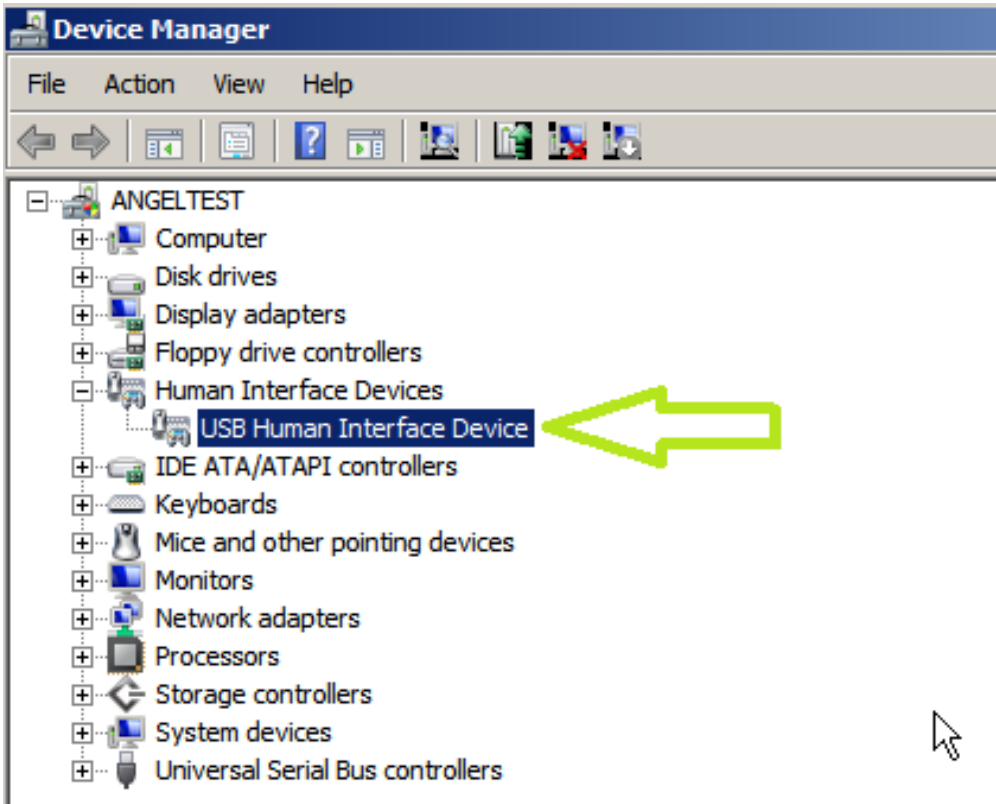 Device Manager
File Action View Help
?
ANGELTEST
Computer
Disk drives
Display adapters
Floppy drive controllers
Human Interface Devices
USB Human Interface Device
IDE ATA/ATAPI controllers
Keyboards
Mice and other pointing devices
Monitors
Network adapters
Processors
Storage controllers
System devices
Universal Serial Bus controllers